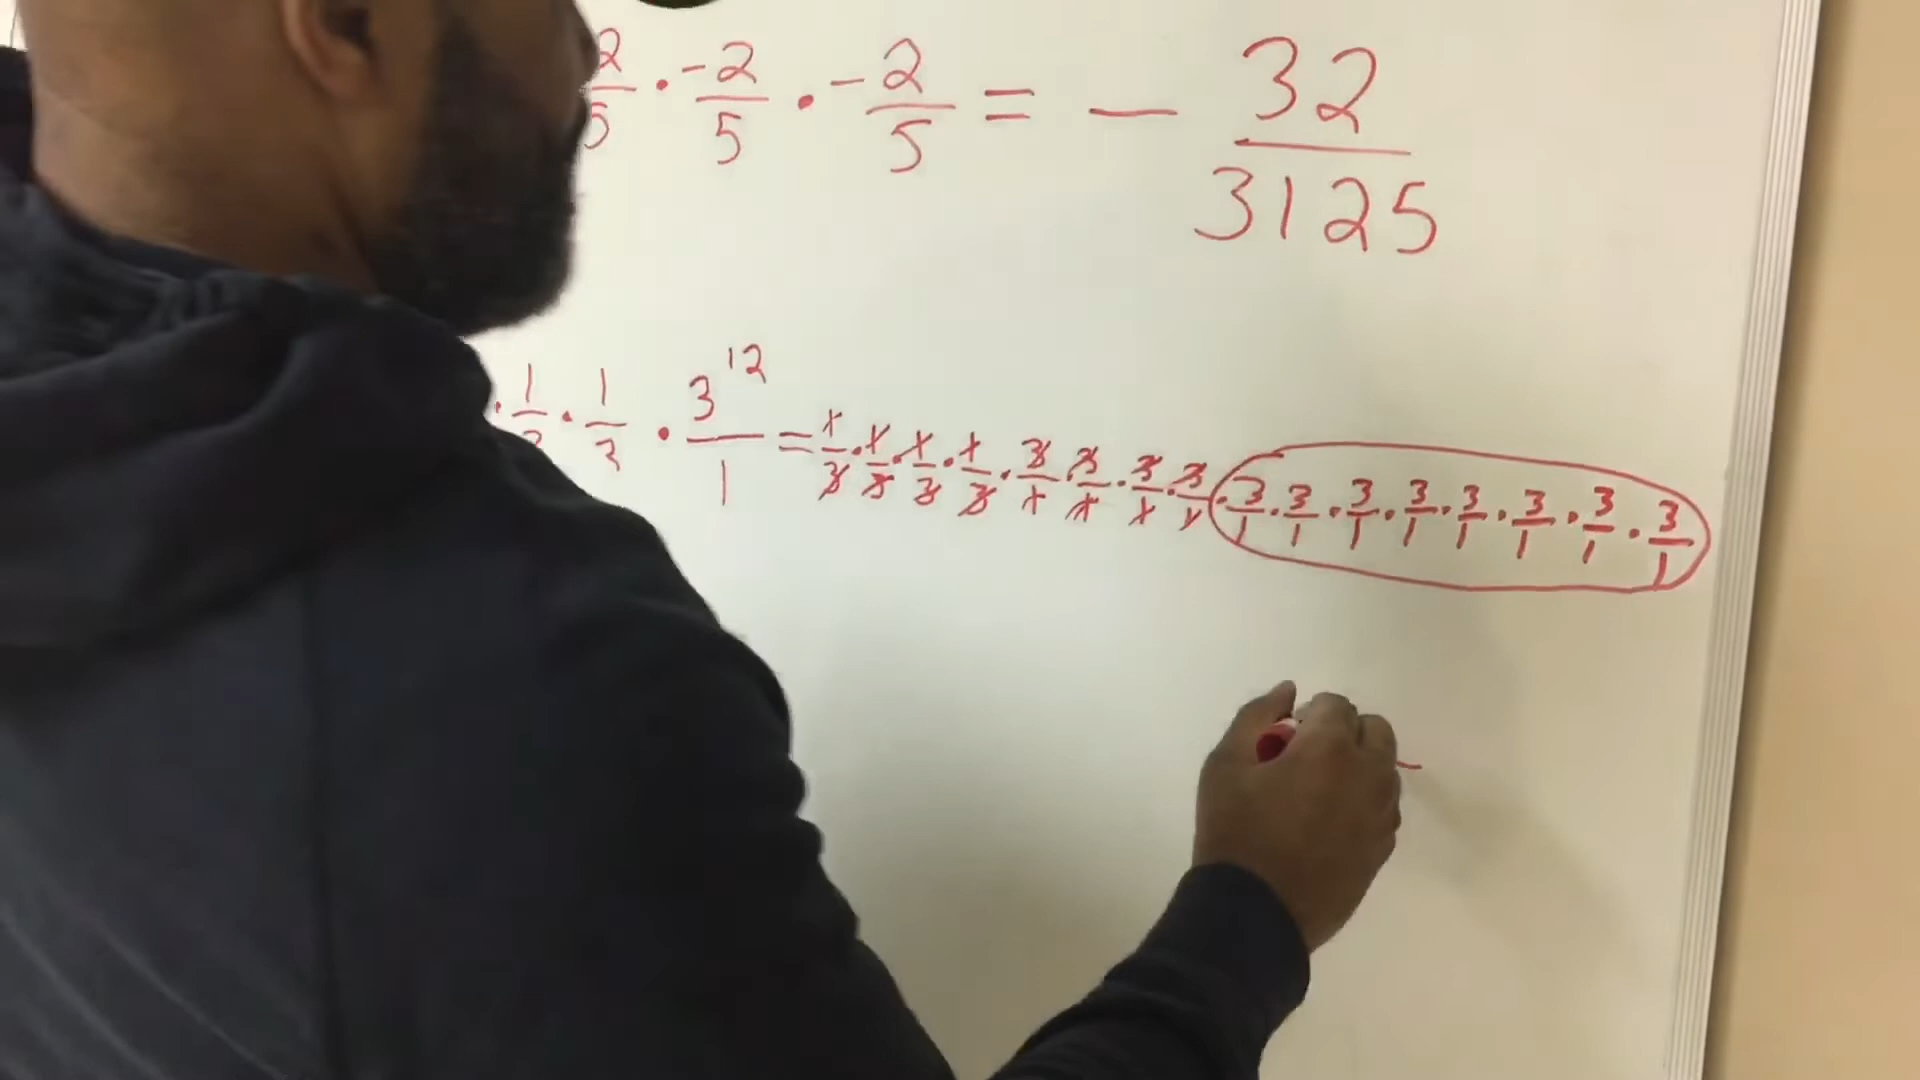 2/5 · -2/5 · -2/5 = - 32/3125
· 1/3 · 1/3 · 3^12/1 = 1/3 · 1/3 · 1/3 · 1/3 · 3/1 · 3/1 · 3/1 · 3/1 · 3/1 · 3/1 · 3/1 · 3/1 · 3/1 · 3/1 · 3/1 · 3/1